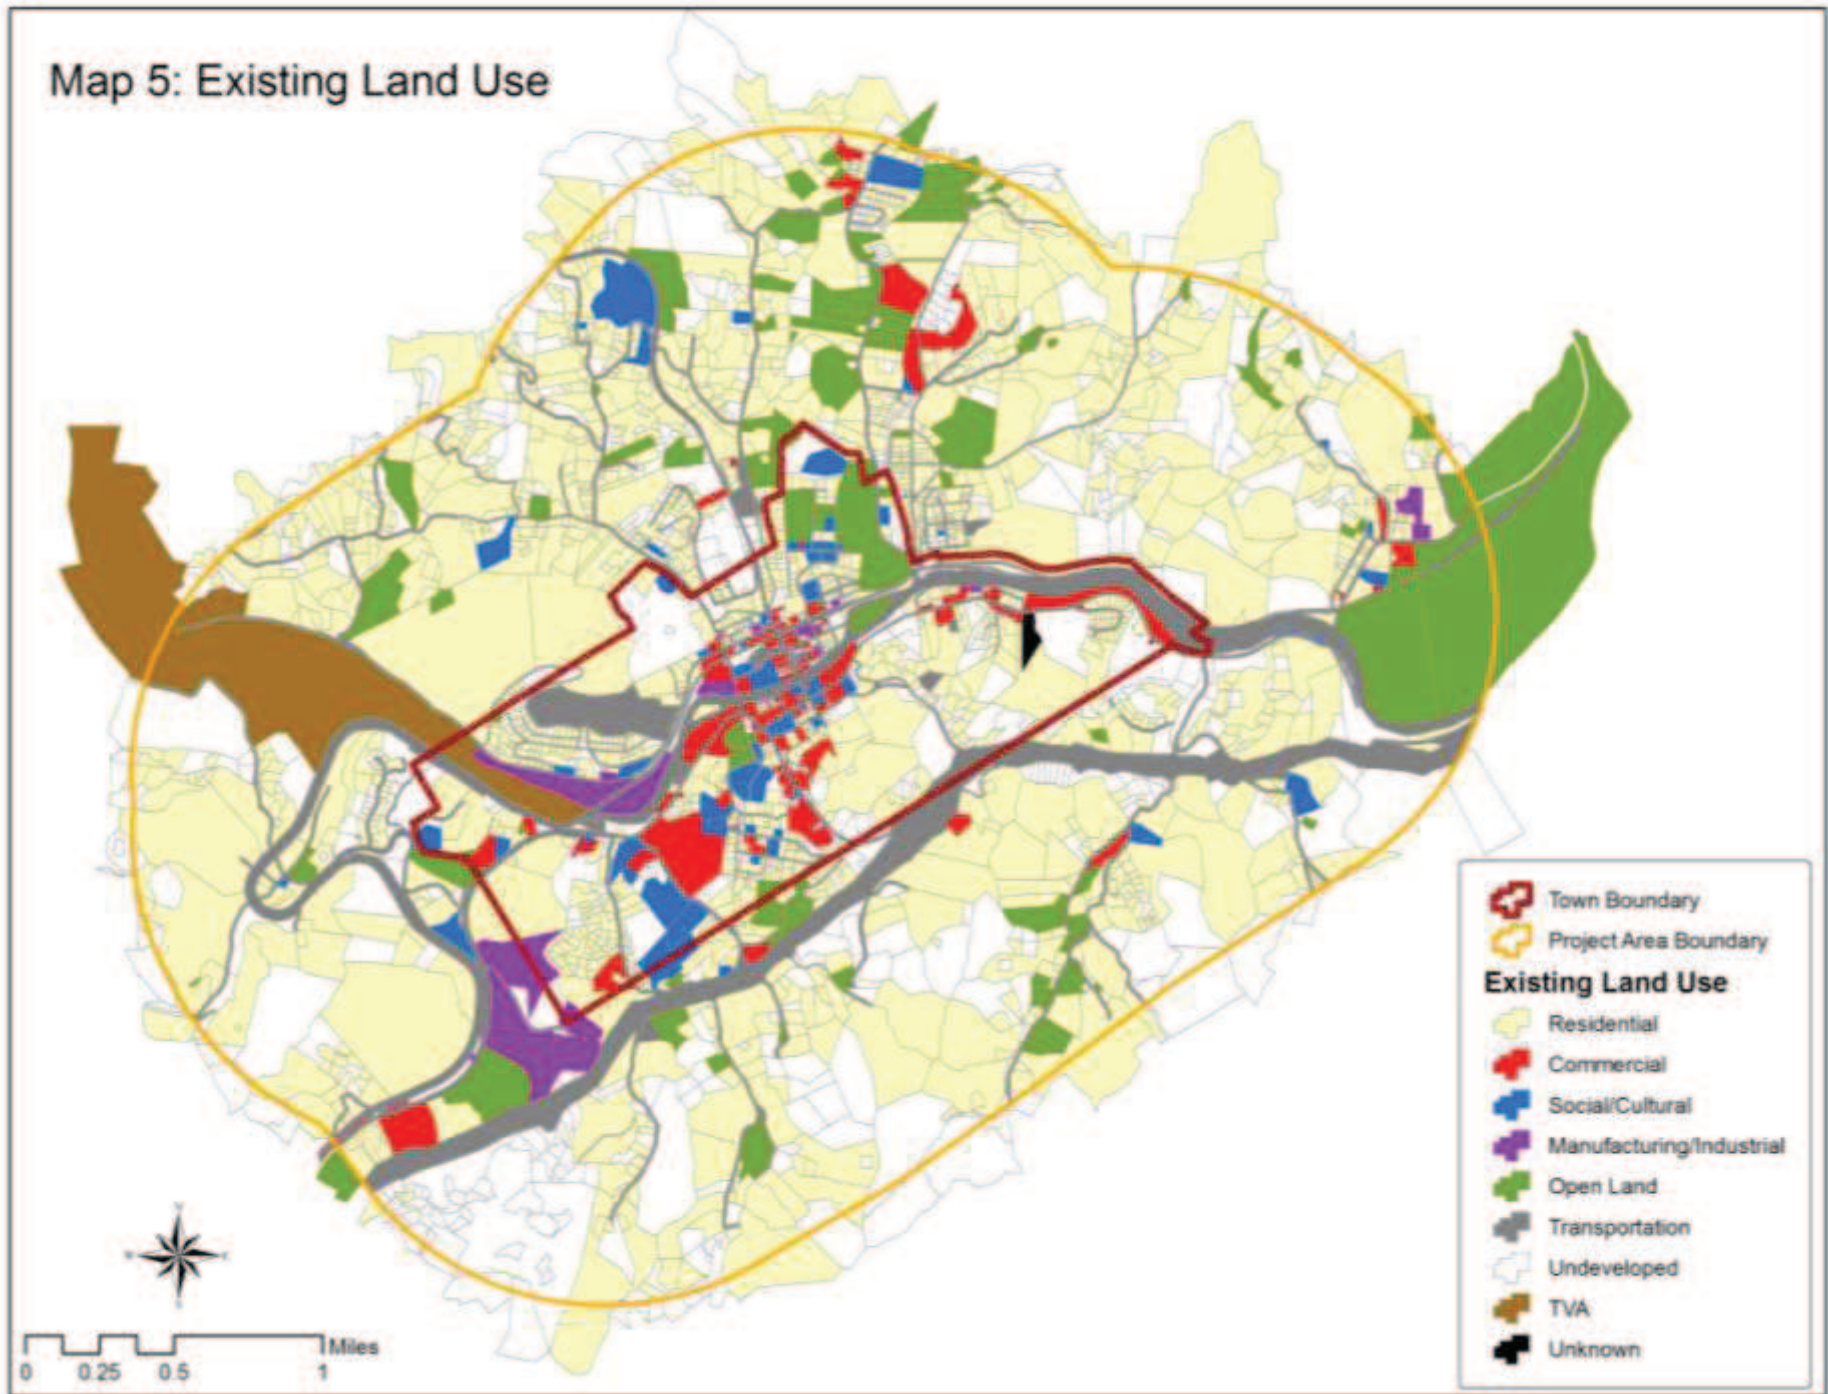 Map 5: Existing Land Use
Town Boundary
Project Area Boundary
Existing Land Use
Residential
Commercial
Social/Cultural
Manufacturing/Industrial
Open Land
Transportation
Undeveloped
TVA
Unknown
Miles
0 0.25 0.5 1